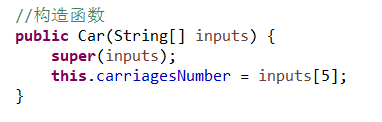 //构造函数
public Car(String[] inputs) {
    super(inputs);
    this.carriagesNumber = inputs[5];
}